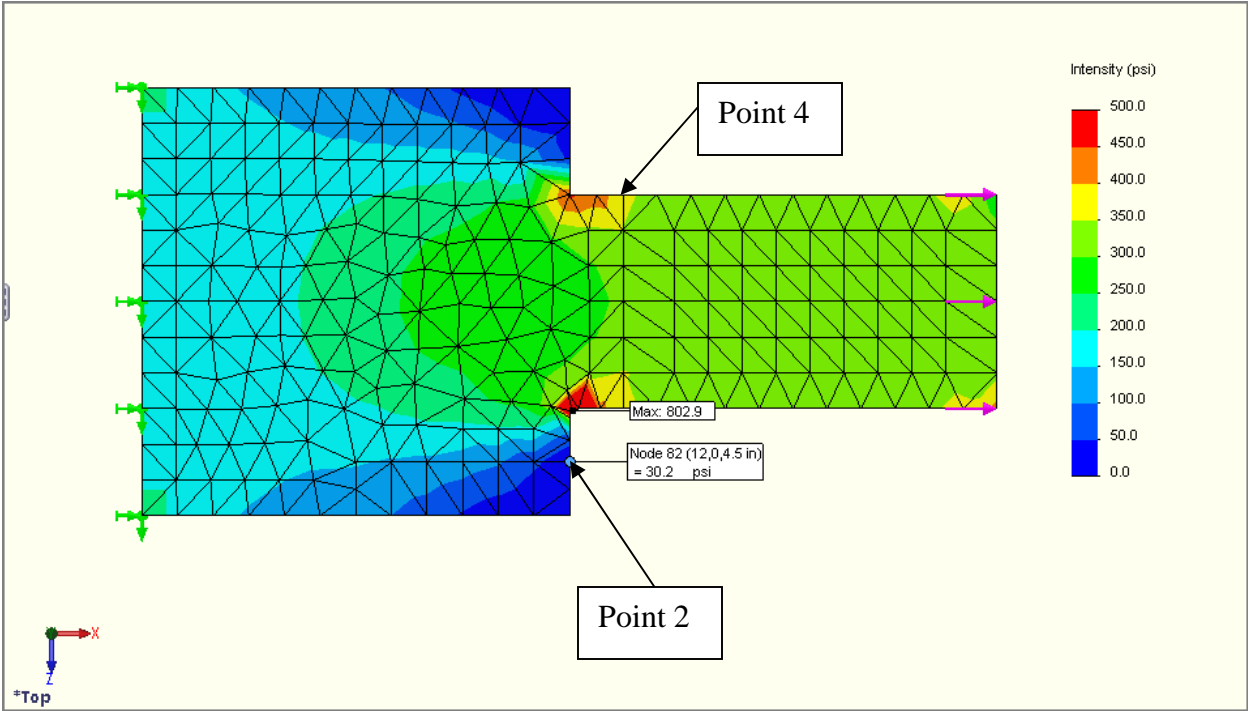 Intensity (psi)
500.0
450.0
400.0
350.0
300.0
250.0
200.0
150.0
100.0
50.0
0.0
Point 4
Max: 802.9
Node 82 (12,0,4.5 in)
= 30.2 psi
Point 2
X
Z
*Top